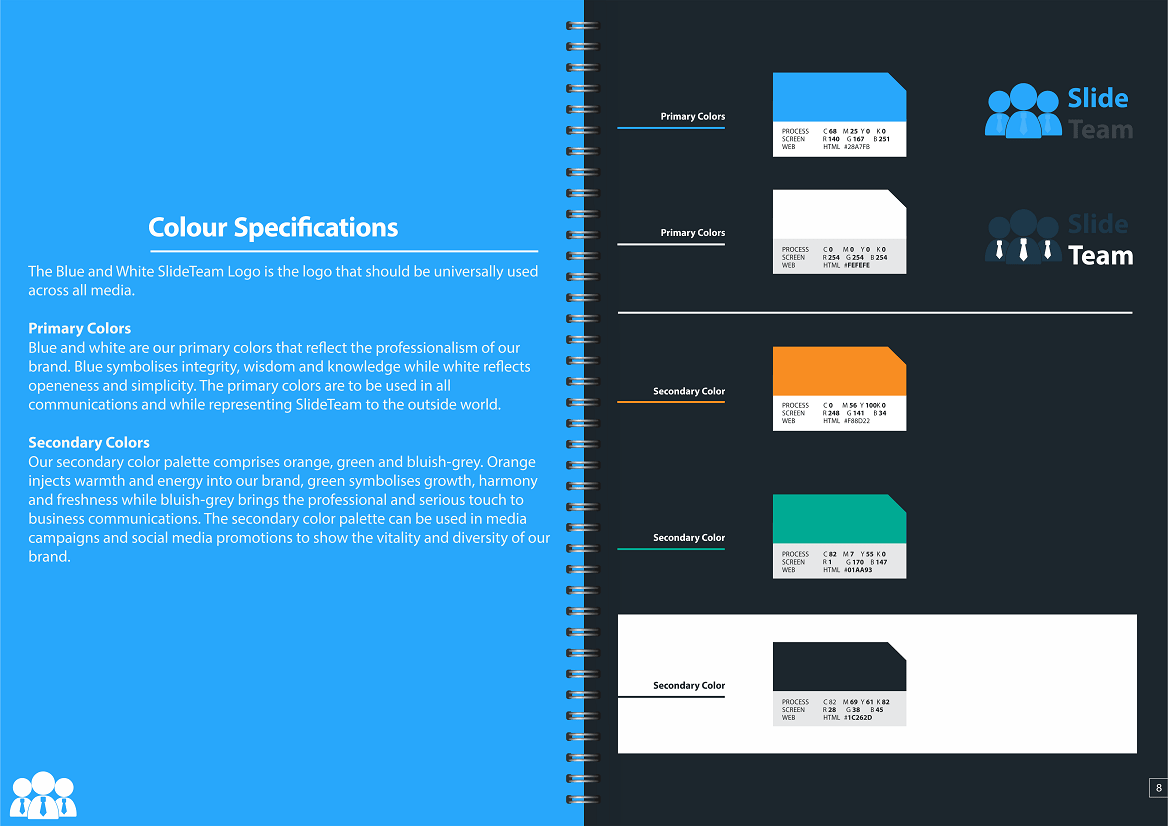 Colour Specifications
The Blue and White SlideTeam Logo is the logo that should be universally used
across all media.
Primary Colors
Blue and white are our primary colors that reflect the professionalism of our
brand. Blue symbolises integrity, wisdom and knowledge while white reflects
openeness and simplicity. The primary colors are to be used in all
communications and while representing SlideTeam to the outside world.
Secondary Colors
Our secondary color palette comprises orange, green and bluish-grey. Orange
injects warmth and energy into our brand, green symbolises growth, harmony
and freshness while bluish-grey brings the professional and serious touch to
business communications. The secondary color palette can be used in media
campaigns and social media promotions to show the vitality and diversity of our
brand.
Primary Colors
PROCESS C 68 M 25 Y 0 K 0
SCREEN R 140 G 167 B 251
WEB HTML #28A7FB
Slide
Team
Primary Colors
PROCESS C 0 M 0 Y 0 K 0
SCREEN R 254 G 254 B 254
WEB HTML #FEFEFE
Slide
Team
Secondary Color
PROCESS C 0 M 56 Y 100K 0
SCREEN R 248 G 141 B 34
WEB HTML #F88D22
Secondary Color
PROCESS C 82 M 7 Y 55 K 0
SCREEN R 1 G 170 B 147
WEB HTML #01AA93
Secondary Color
PROCESS C 82 M 69 Y 61 K 82
SCREEN R 28 G 38 B 45
WEB HTML #1C262D
8